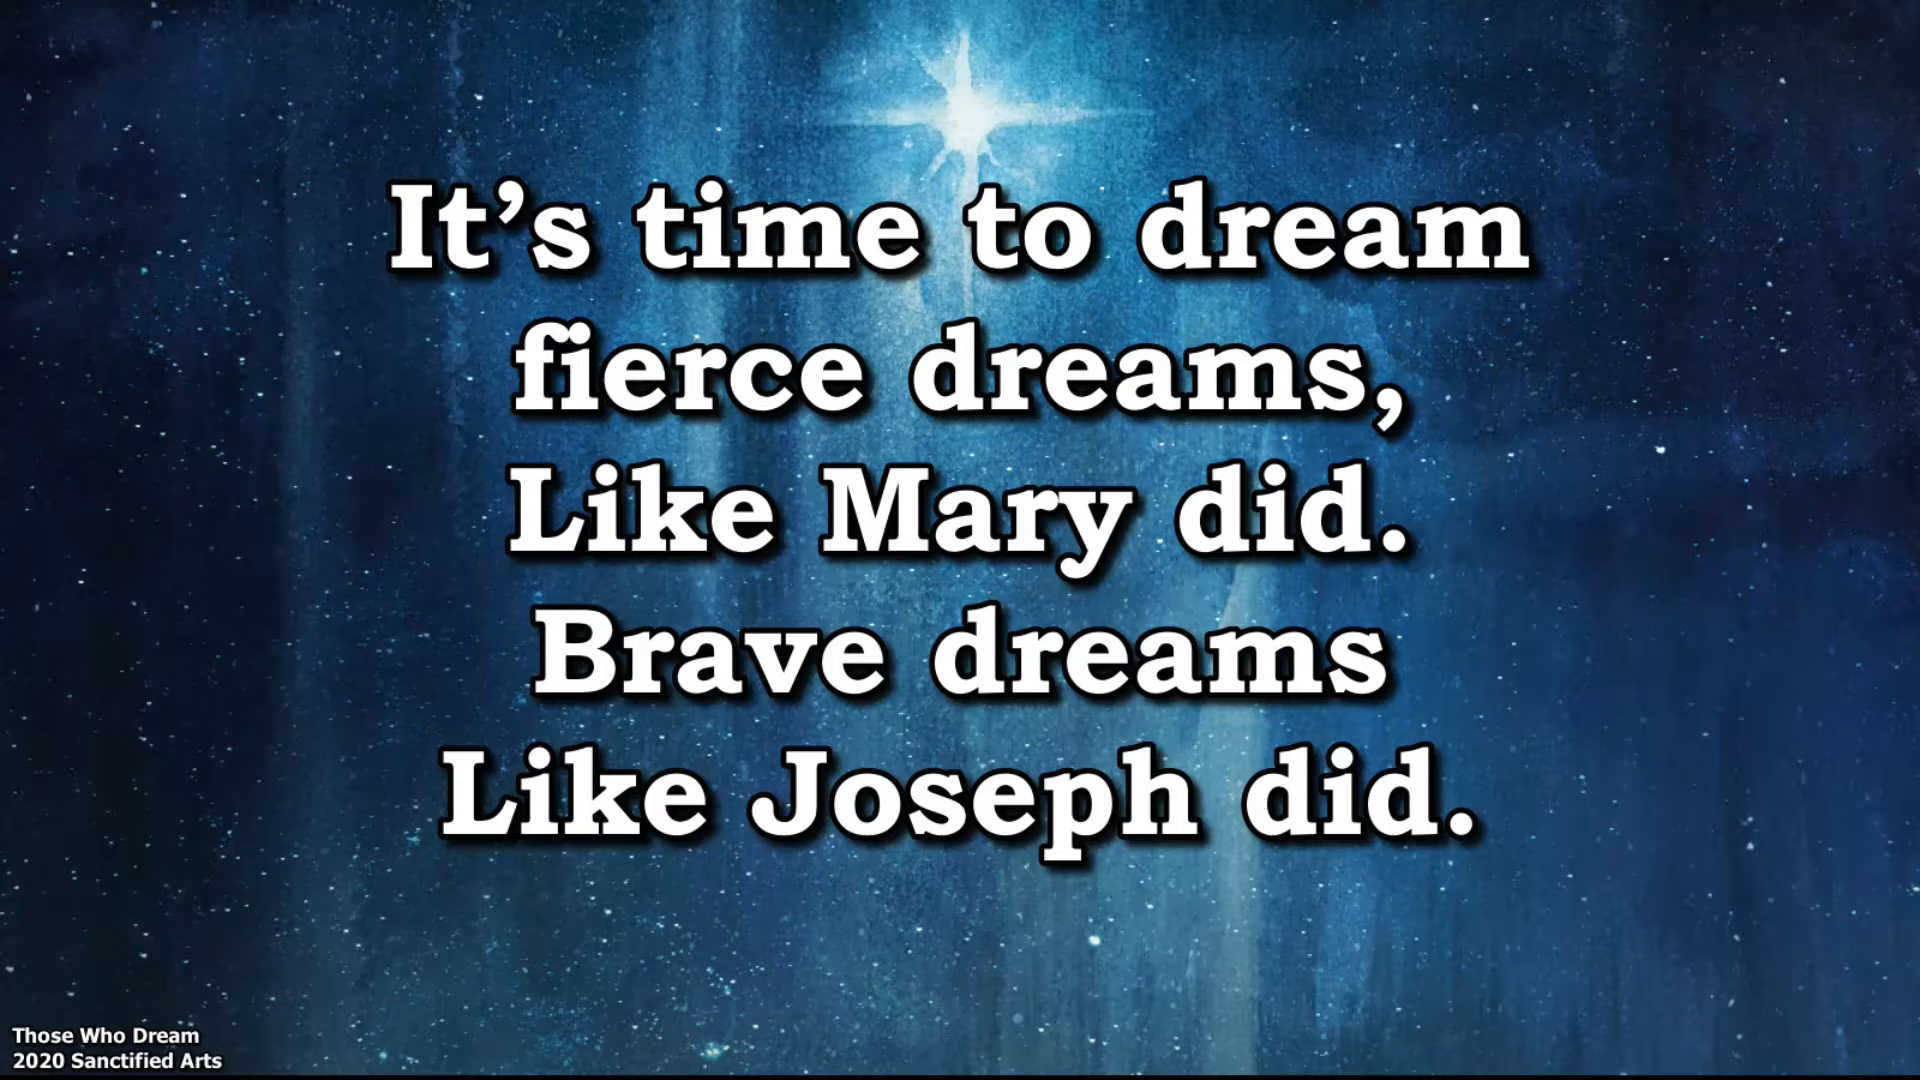 It’s time to dream
fierce dreams,
Like Mary did.
Brave dreams
Like Joseph did.
Those Who Dream
2020 Sanctified Arts